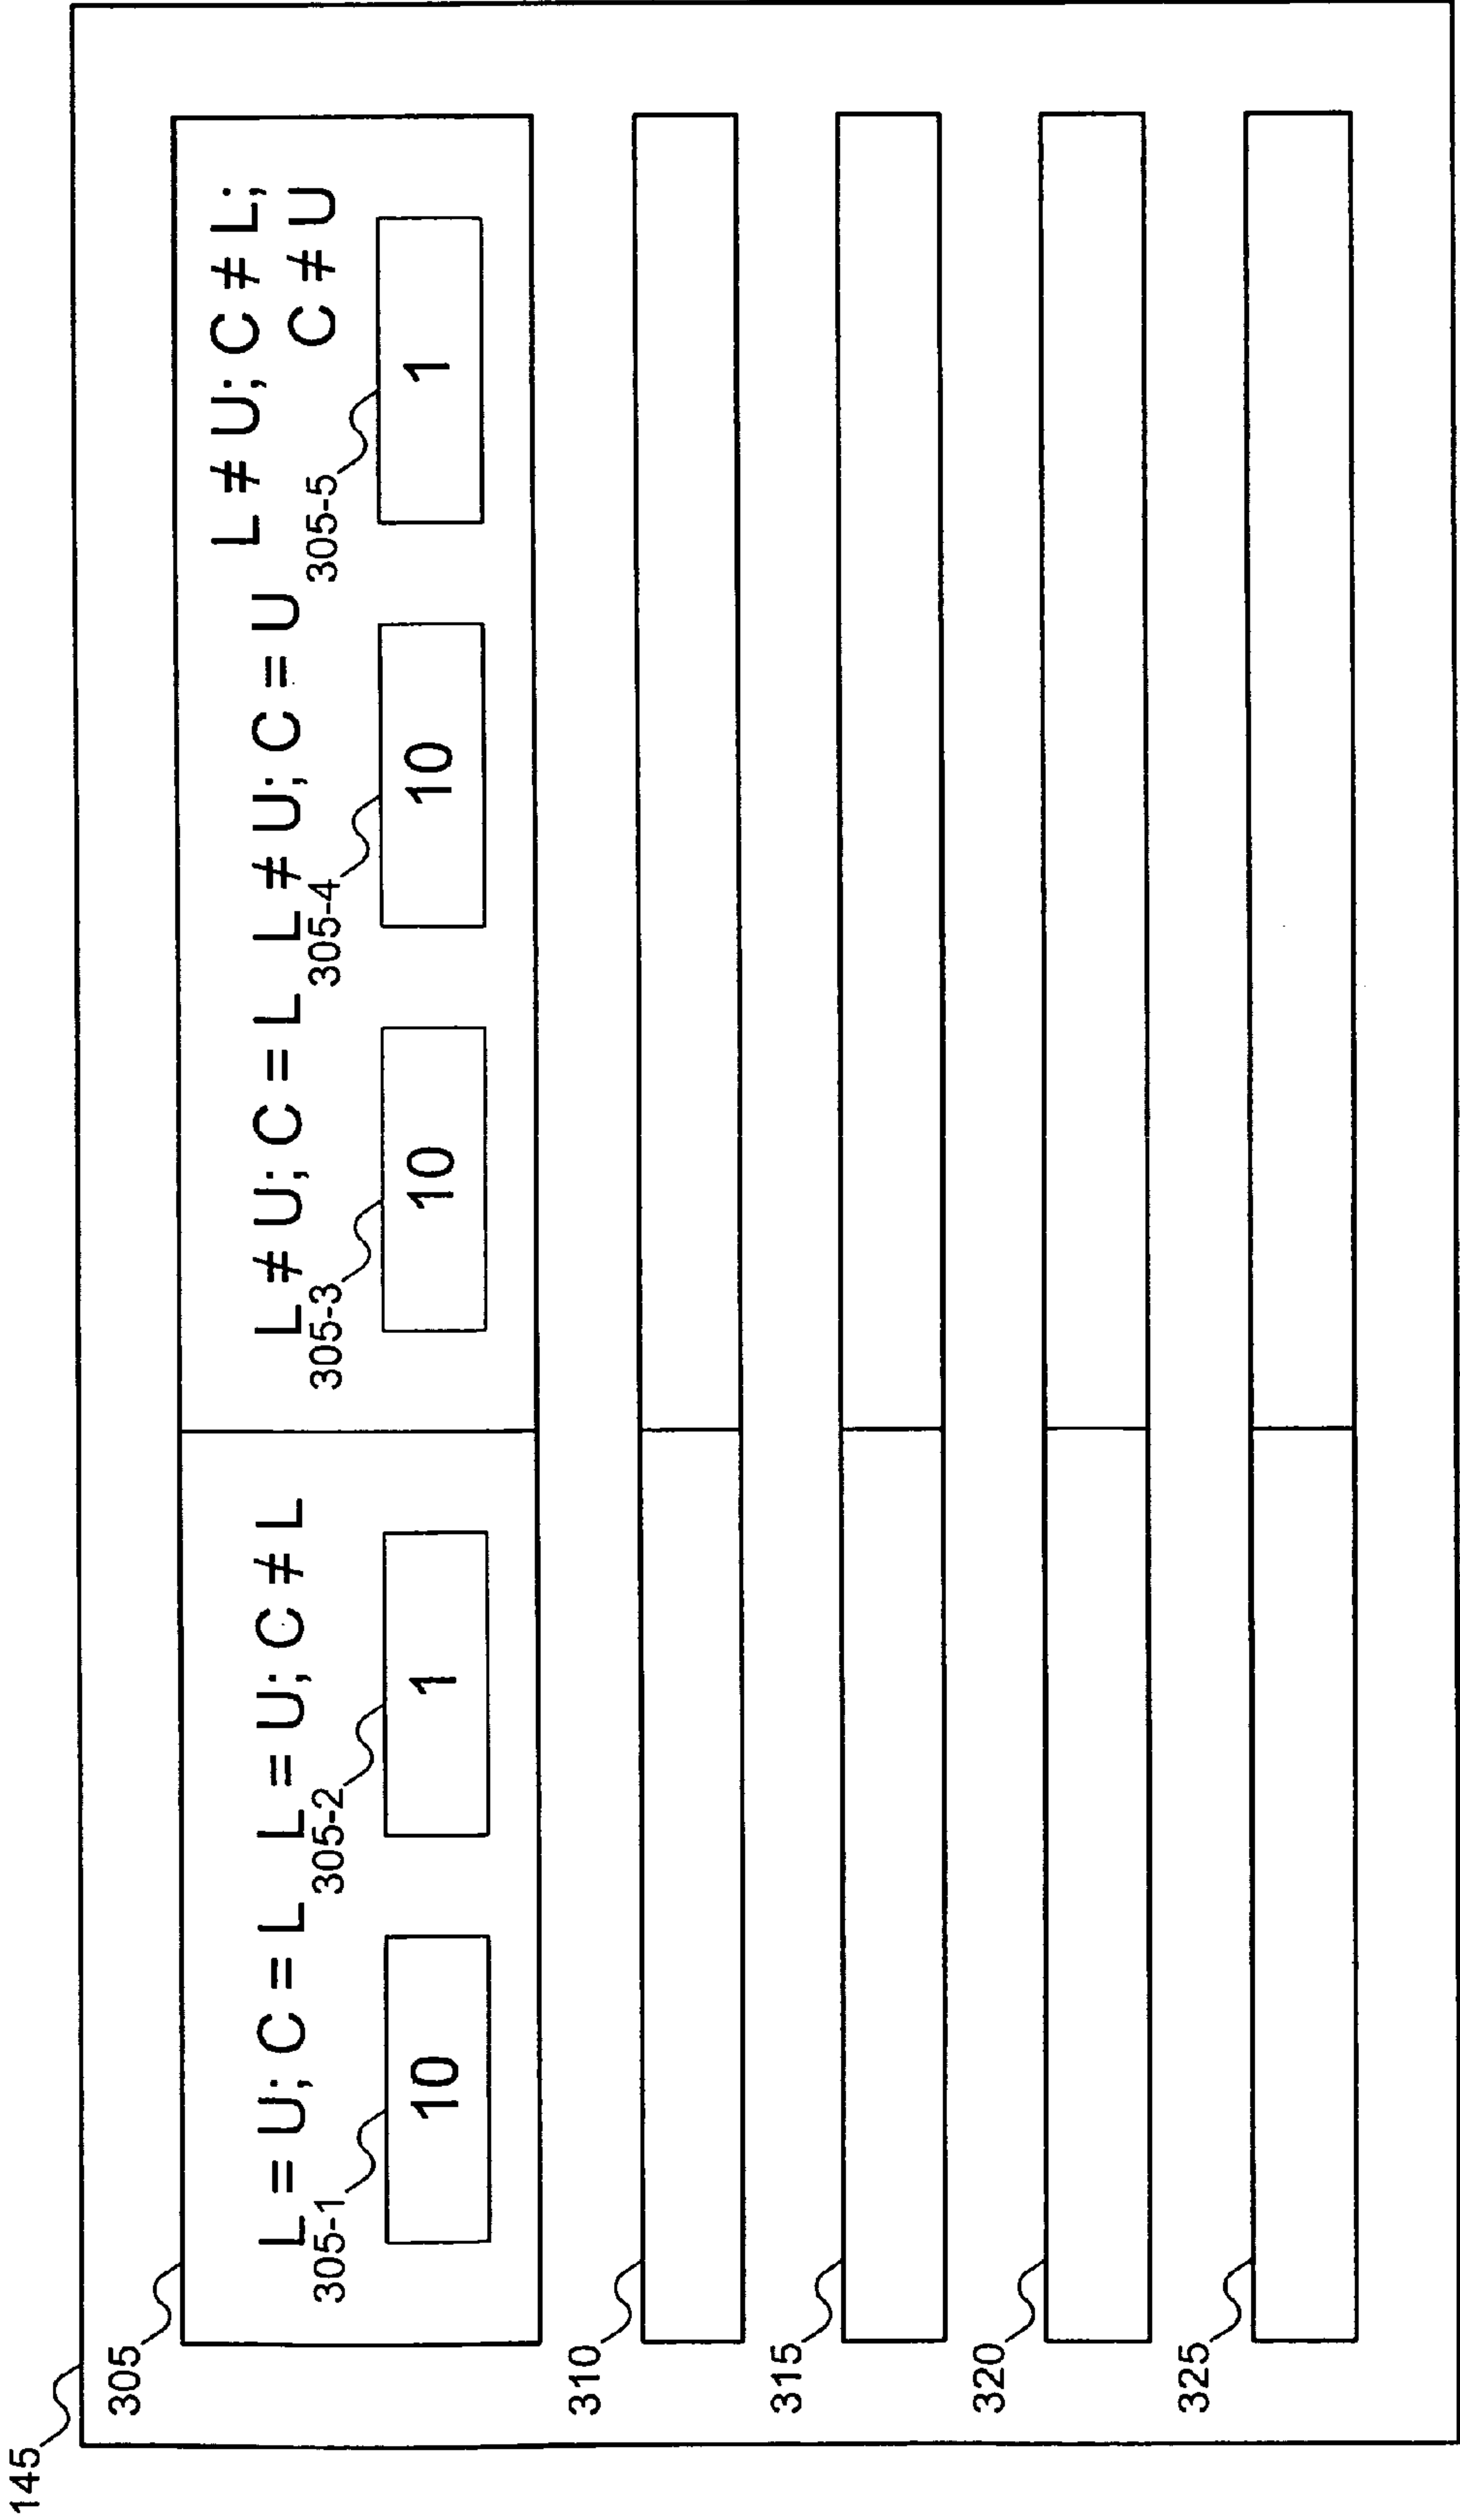 145
305
L = U; C = L
L = U; C ≠ L
L ≠ U; C = L
L ≠ U; C = U
L ≠ U; C ≠ L;
C ≠ U
305-1
305-2
305-3
305-4
305-5
10
1
10
10
1
310
315
320
325